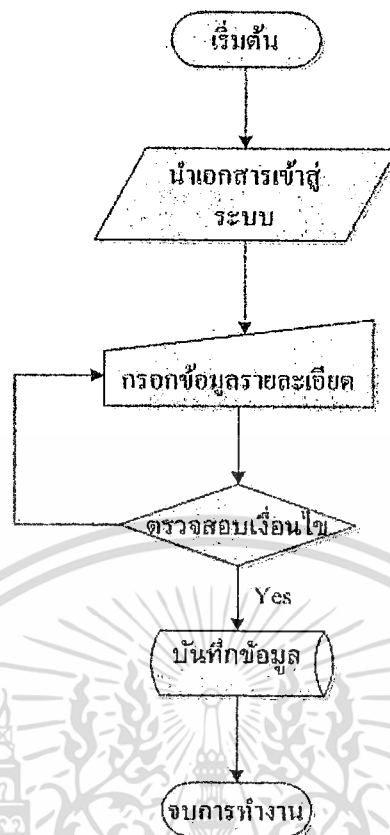 เริ่มต้น
นำเอกสารเข้าสู่
ระบบ
กรอกข้อมูลรายละเอียด
ตรวจสอบเงื่อนไข
Yes
บันทึกข้อมูล
จบการทำงาน